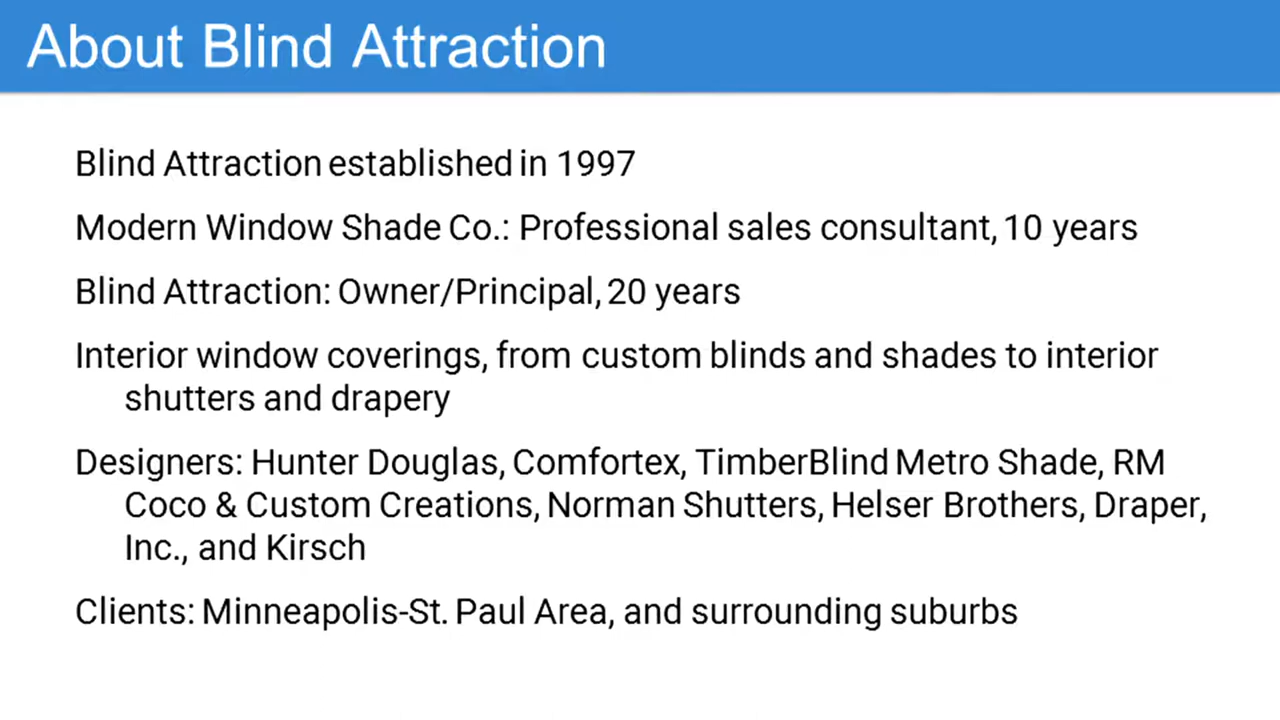 About Blind Attraction
Blind Attraction established in 1997
Modern Window Shade Co.: Professional sales consultant, 10 years
Blind Attraction: Owner/Principal, 20 years
Interior window coverings, from custom blinds and shades to interior
shutters and drapery
Designers: Hunter Douglas, Comfortex, TimberBlind Metro Shade, RM
Coco & Custom Creations, Norman Shutters, Helser Brothers, Draper,
Inc., and Kirsch
Clients: Minneapolis-St. Paul Area, and surrounding suburbs